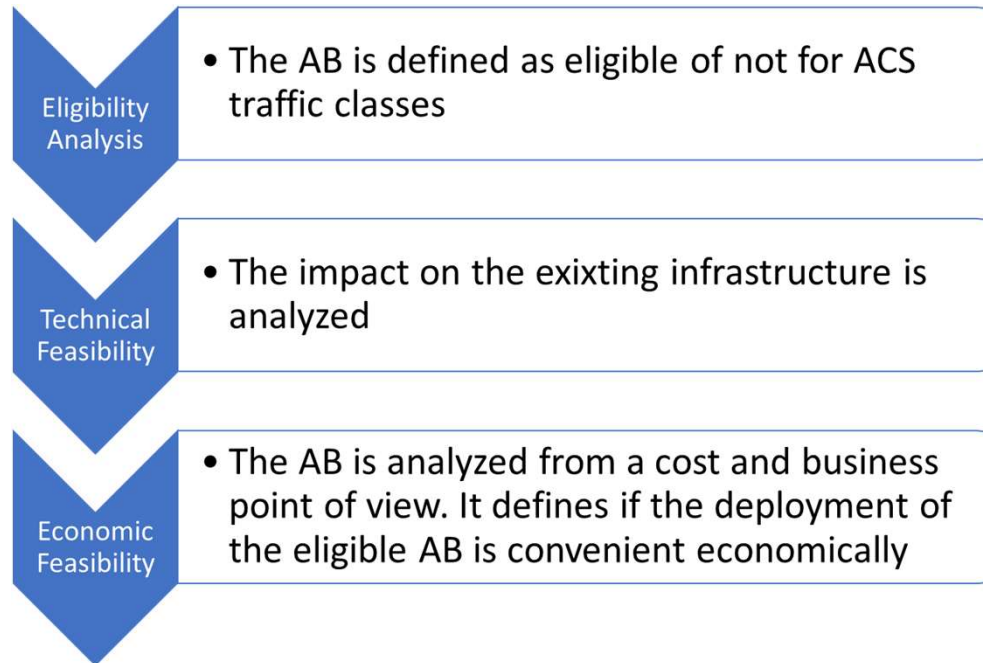 Eligibility
Analysis
• The AB is defined as eligible of not for ACS
traffic classes
Technical
Feasibility
• The impact on the exixting infrastructure is
analyzed
Economic
Feasibility
• The AB is analyzed from a cost and business
point of view. It defines if the deployment of
the eligible AB is convenient economically